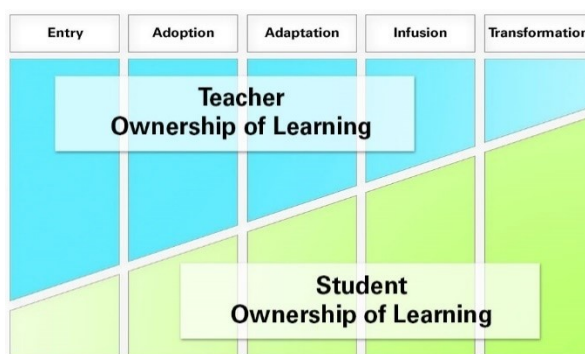 Entry Adoption Adaptation Infusion Transformation
Teacher
Ownership of Learning
Student
Ownership of Learning